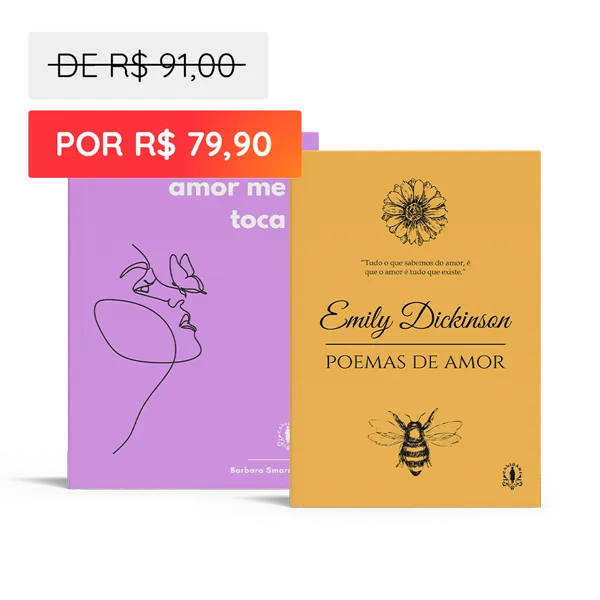 DE R$ 91,00
POR R$ 79,90
amor me
toca
Barbara
"Tudo o que sabemos do amor, é
que o amor é tudo que existe."
Emily Dickinson
POEMAS DE AMOR